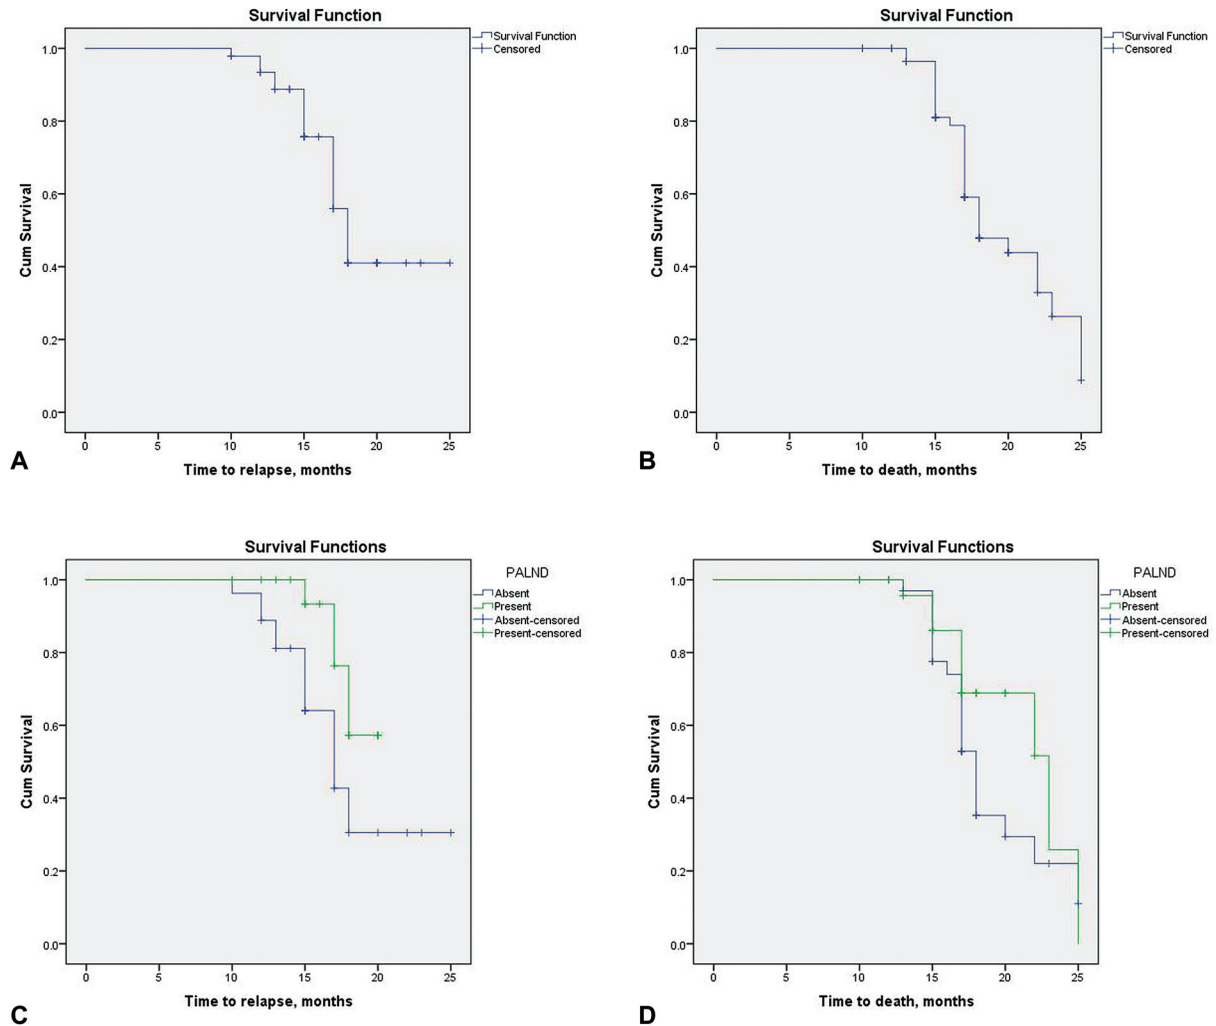 Survival Function
Survival Function
Censored
1.0
0.8
0.6
0.4
0.2
0.0
Cum Survival
0 5 10 15 20 25
Time to relapse, months
A
Survival Function
Survival Function
Censored
1.0
0.8
0.6
0.4
0.2
0.0
Cum Survival
0 5 10 15 20 25
Time to death, months
B
Survival Functions
PALND
Absent
Present
Absent-censored
Present-censored
1.0
0.8
0.6
0.4
0.2
0.0
Cum Survival
0 5 10 15 20 25
Time to relapse, months
C
Survival Functions
PALND
Absent
Present
Absent-censored
Present-censored
1.0
0.8
0.6
0.4
0.2
0.0
Cum Survival
0 5 10 15 20 25
Time to death, months
D